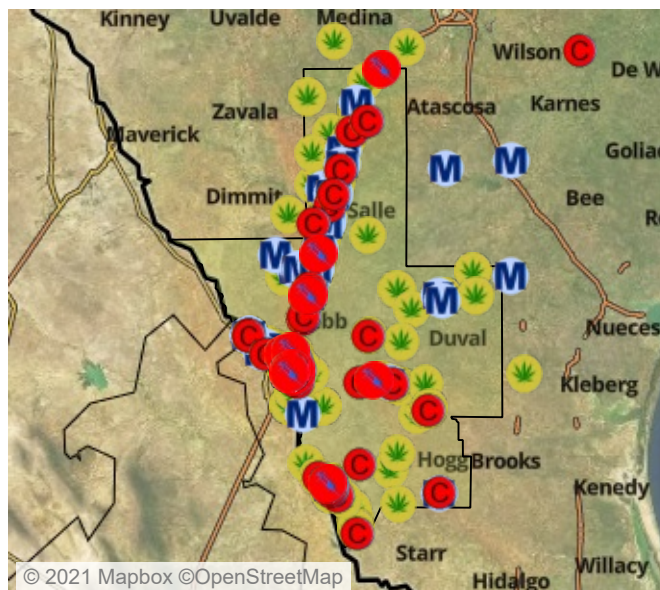 Kinney
Uvalde
Medina
Wilson
C
De W
Zavala
M
Atascosa
Karnes
C
C
Maverick
M
M
Golia
C
Dimmit
C
Salle
Bee
C
M
M
M
C
bb
M
C
C
Duval
Nueces
C
C
Kleberg
C
M
C
Hogg
Brooks
C
Kenedy
C
Starr
Willacy
Hidalgo
© 2021 Mapbox ©OpenStreetMap